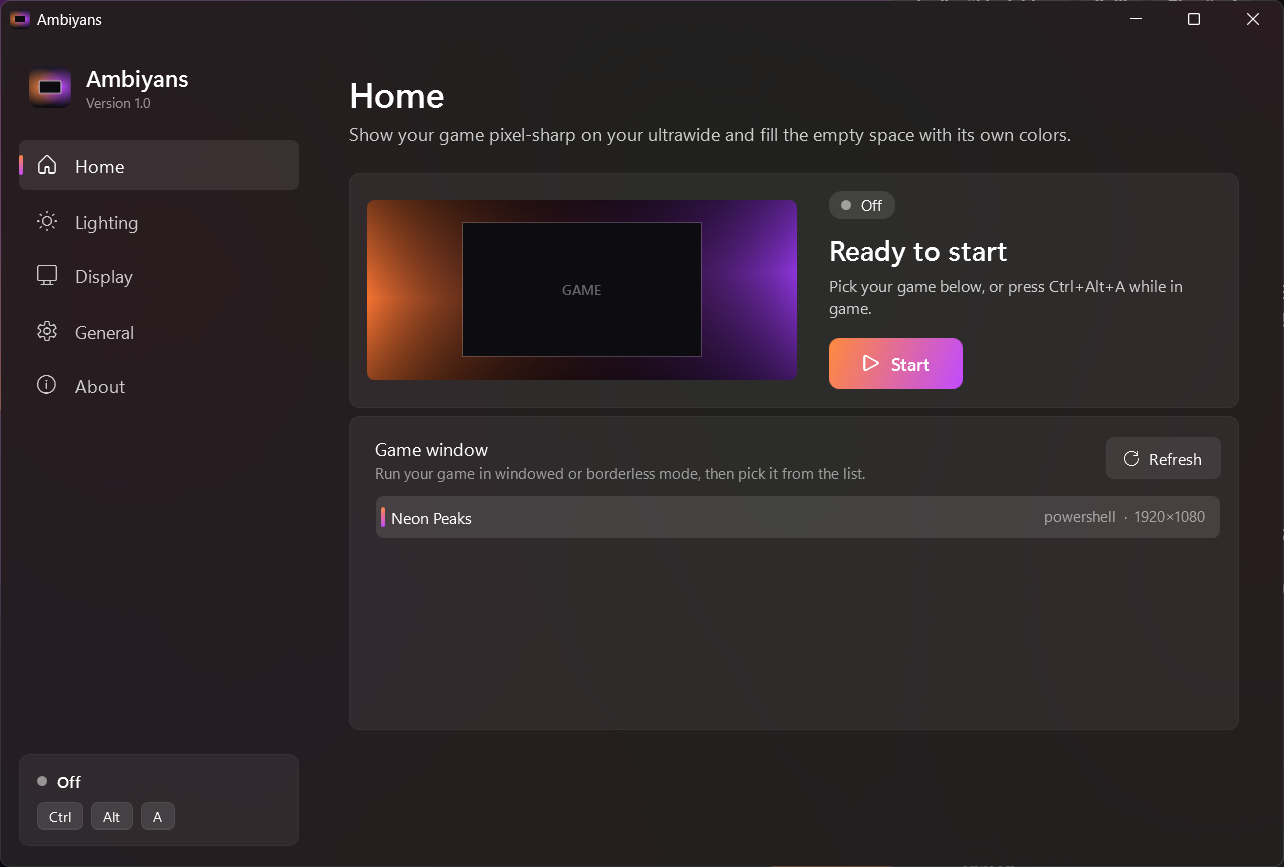 Ambiyans
Ambiyans
Version 1.0
Home
Lighting
Display
General
About
Off
Ctrl
Alt
A
Home
Show your game pixel-sharp on your ultrawide and fill the empty space with its own colors.
GAME
Off
Ready to start
Pick your game below, or press Ctrl+Alt+A while in
game.
Start
Game window
Run your game in windowed or borderless mode, then pick it from the list.
Refresh
Neon Peaks
powershell · 1920×1080